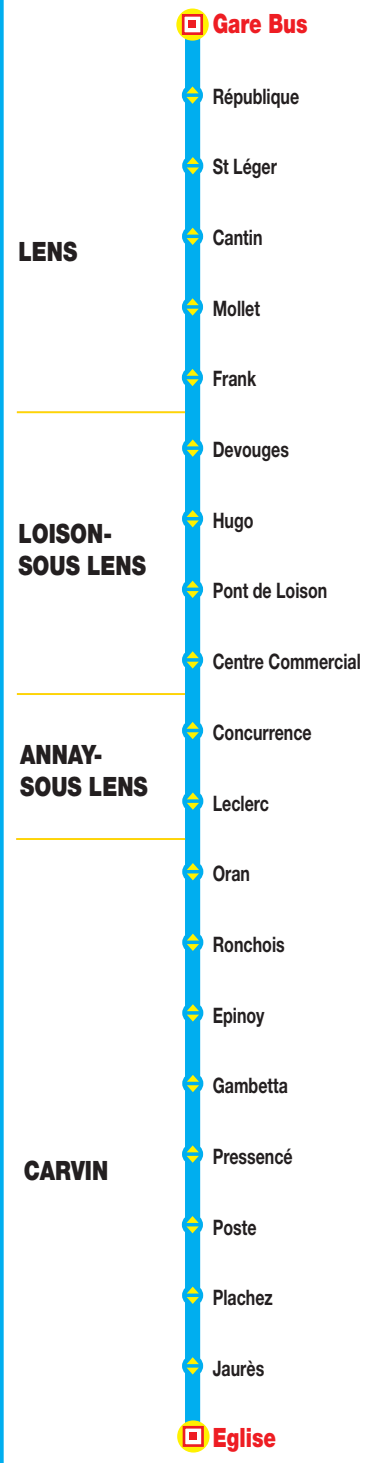 Gare Bus
République
St Léger
LENS
Cantin
Mollet
Frank
Devouges
LOISON-
SOUS LENS
Hugo
Pont de Loison
Centre Commercial
ANNAY-
SOUS LENS
Concurrence
Leclerc
Oran
Ronchois
Epinoy
Gambetta
CARVIN
Pressencé
Poste
Plachez
Jaurès
Eglise